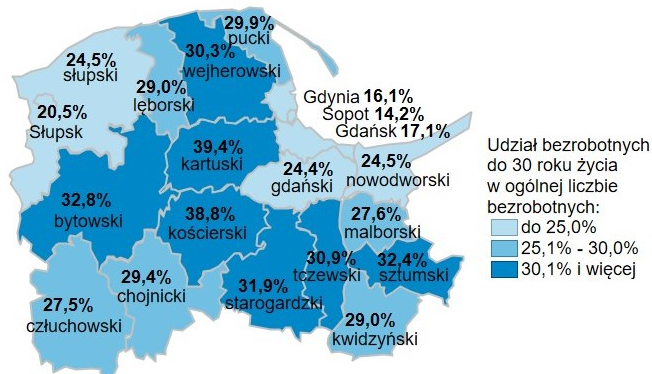 29,9%
pucki
30,3%
wejherowski
24,5%
słupski
29,0%
lęborski
20,5%
Słupsk
Gdynia 16,1%
Sopot 14,2%
Gdańsk 17,1%
39,4%
kartuski
24,4%
gdański
24,5%
nowodworski
32,8%
bytowski
38,8%
kościerski
27,6%
malborski
30,9%
tczewski
32,4%
sztumski
29,4%
chojnicki
31,9%
starogardzki
27,5%
człuchowski
29,0%
kwidzyński
Udział bezrobotnych
do 30 roku życia
w ogólnej liczbie
bezrobotnych:
do 25,0%
25,1% - 30,0%
30,1% i więcej